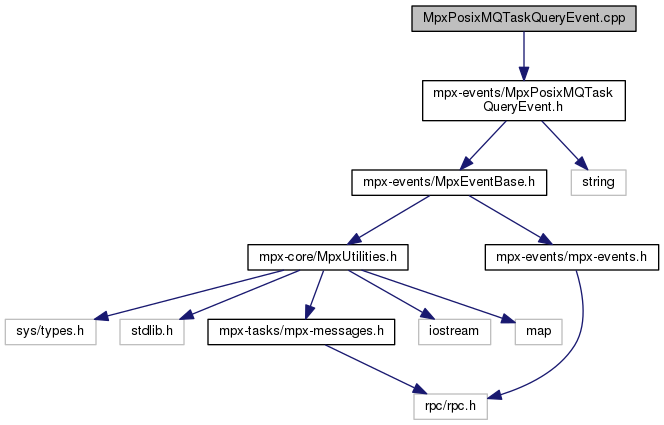 MpxPosixMQTaskQueryEvent.cpp
mpx-events/MpxPosixMQTask
QueryEvent.h
mpx-events/MpxEventBase.h
string
mpx-core/MpxUtilities.h
mpx-events/mpx-events.h
sys/types.h
stdlib.h
mpx-tasks/mpx-messages.h
iostream
map
rpc/rpc.h